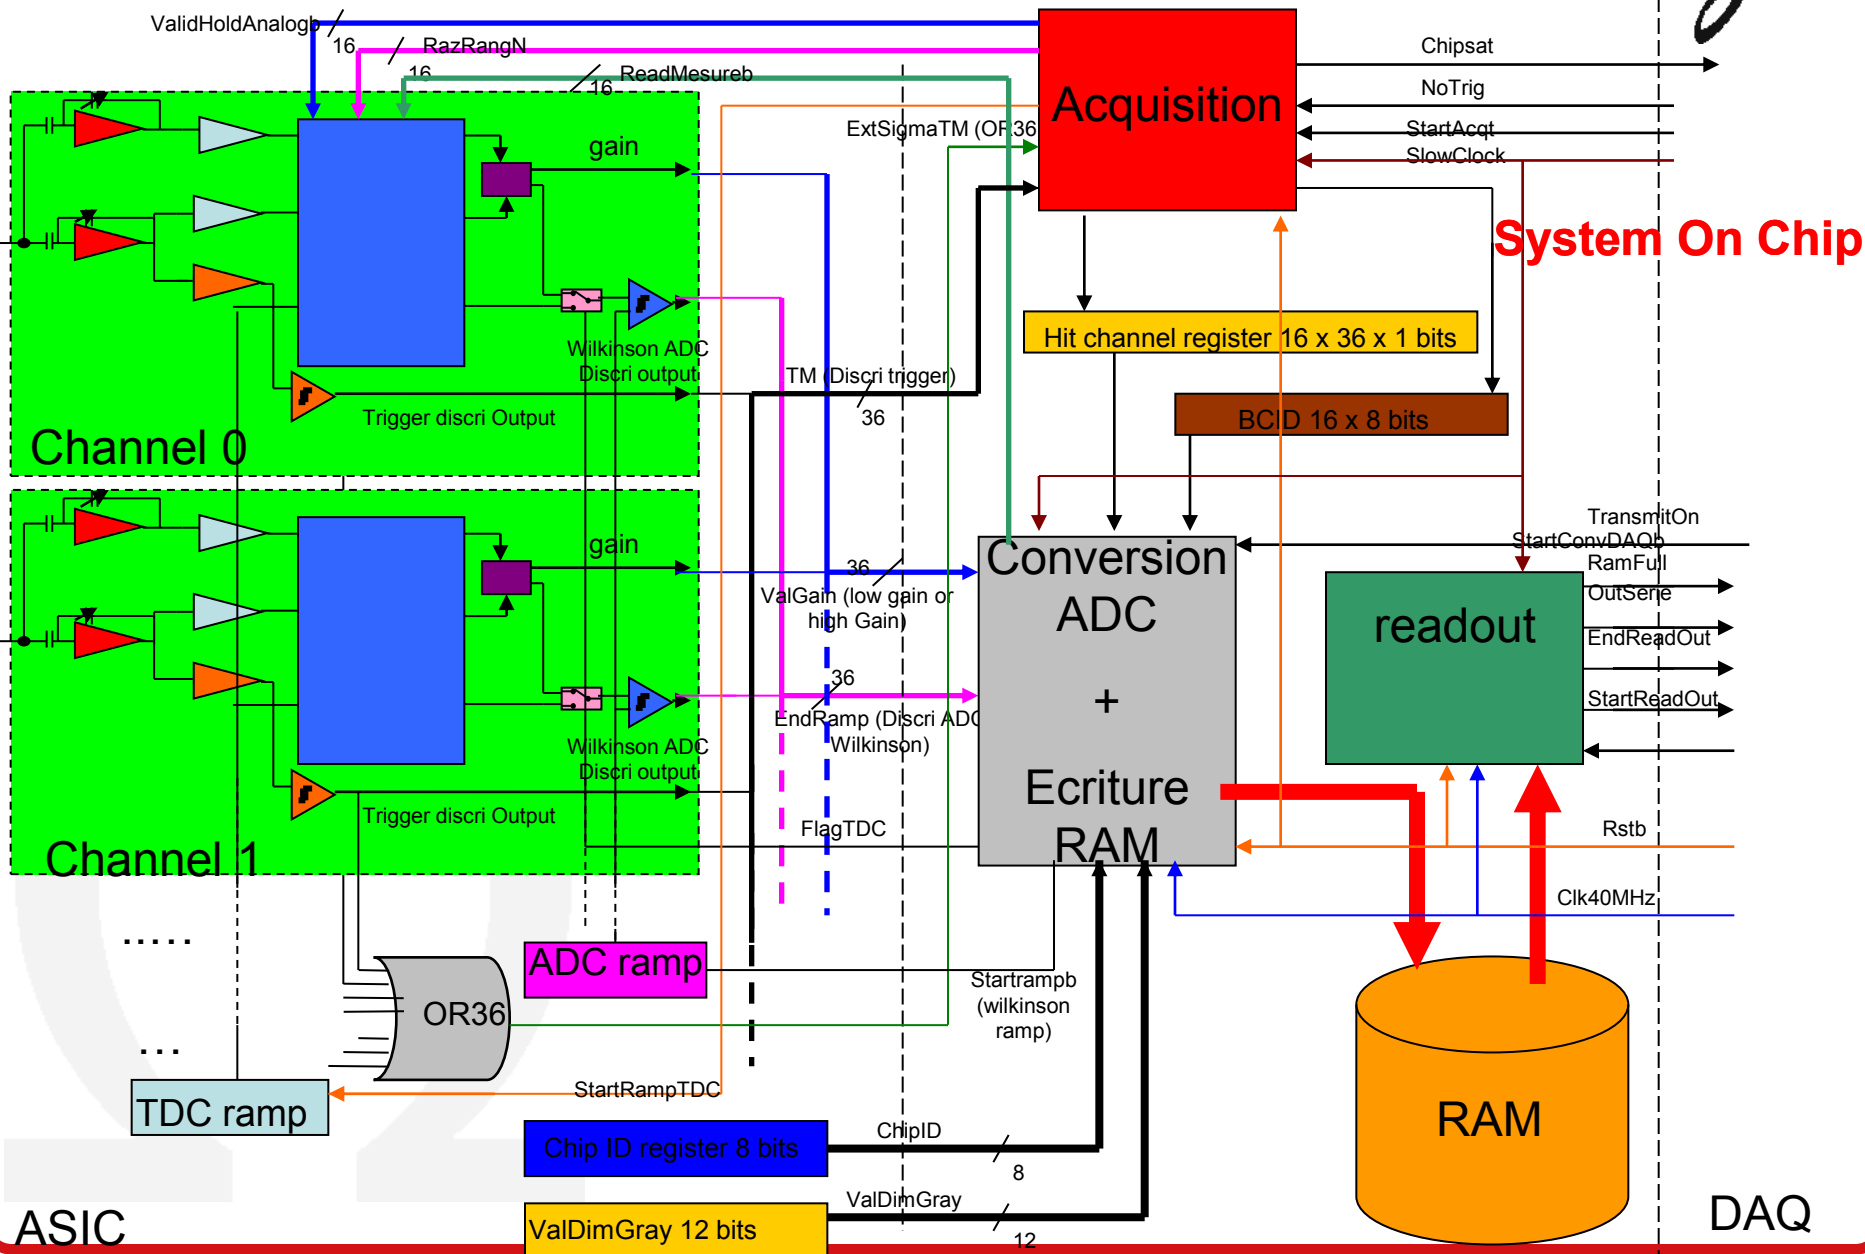 ValidHoldAnalogb
16
RazRangN
16
ReadMesureb
16
Acquisition
Chipsat
NoTrig
StartAcqt
SlowClock
ExtSigmaTM (OR36
gain
System On Chip
Hit channel register 16 x 36 x 1 bits
Wilkinson ADC
Discri output
TM (Discri trigger)
36
Trigger discri Output
BCID 16 x 8 bits
Channel 0
TransmitOn
StartConvDAQb
RamFull
OutSerie
EndReadOut
StartReadOut
gain
36
ValGain (low gain or
high Gain)
Conversion
ADC
+
Ecriture
RAM
readout
36
EndRamp (Discri ADC
Wilkinson)
Wilkinson ADC
Discri output
Trigger discri Output
FlagTDC
Rstb
Channel 1
Clk40MHz
.....
ADC ramp
Startrampb
(wilkinson
ramp)
OR36
...
StartRampTDC
TDC ramp
RAM
Chip ID register 8 bits
ChipID
8
ValDimGray
12
ValDimGray 12 bits
ASIC
DAQ